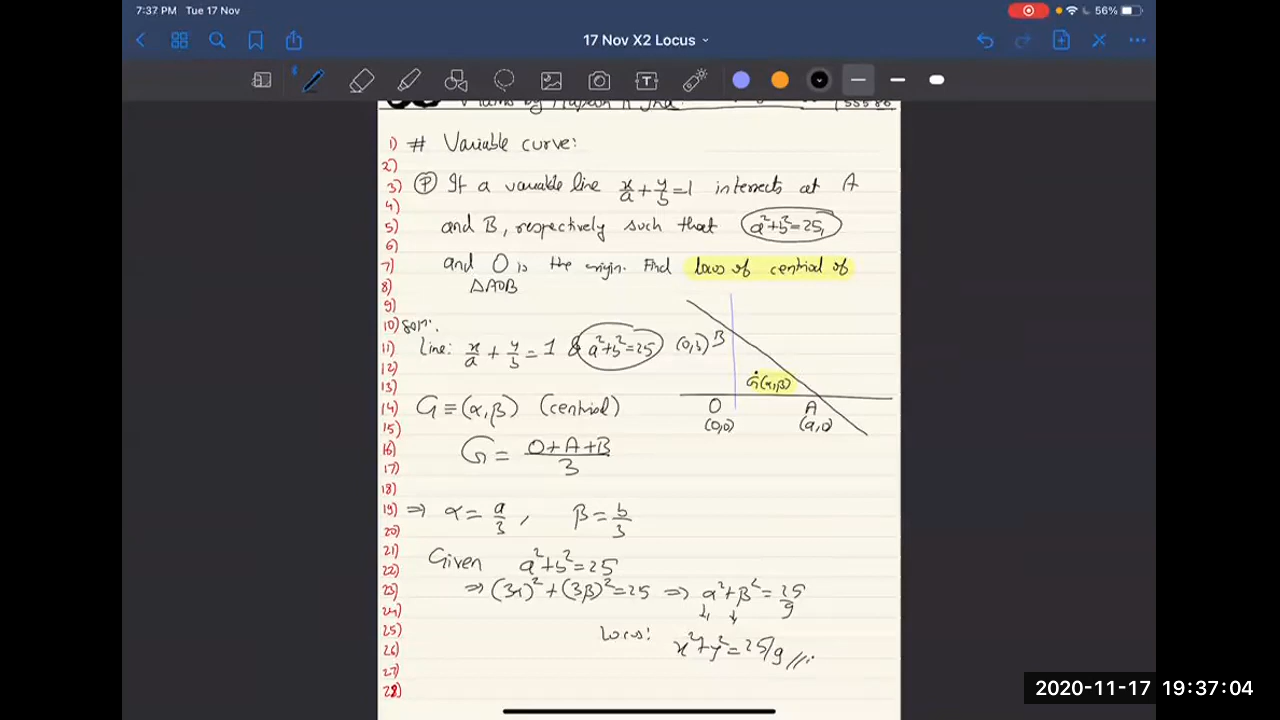 7:37 PM Tue 17 Nov
56%
17 Nov X2 Locus
T
1) # Variable curve:
2)
3) (P) If a variable line x/a + y/b = 1 intersects at A
4)
5) and B, respectively such that a²+b²=25,
6)
7) and O is the origin. Find locus of centriod of
8) ΔAOB
9)
10) Solⁿ.
11) Line: x/a + y/b = 1 & a²+b²=25
(0,b) B
12)
13)
G(α,β)
14) G ≡ (α,β) (centriod)
O
A
15)
(0,0)
(a,0)
16) G = (O+A+B)/3
17)
18)
19) ⇒ α = a/3, β = b/3
20)
21) Given a²+b²=25
22)
23) ⇒ (3α)²+(3β)²=25 ⇒ α²+β²=25/9
24) ↓ ↓
25) Locus: x²+y²=25/9
26)
27)
28)
2020-11-17 19:37:04